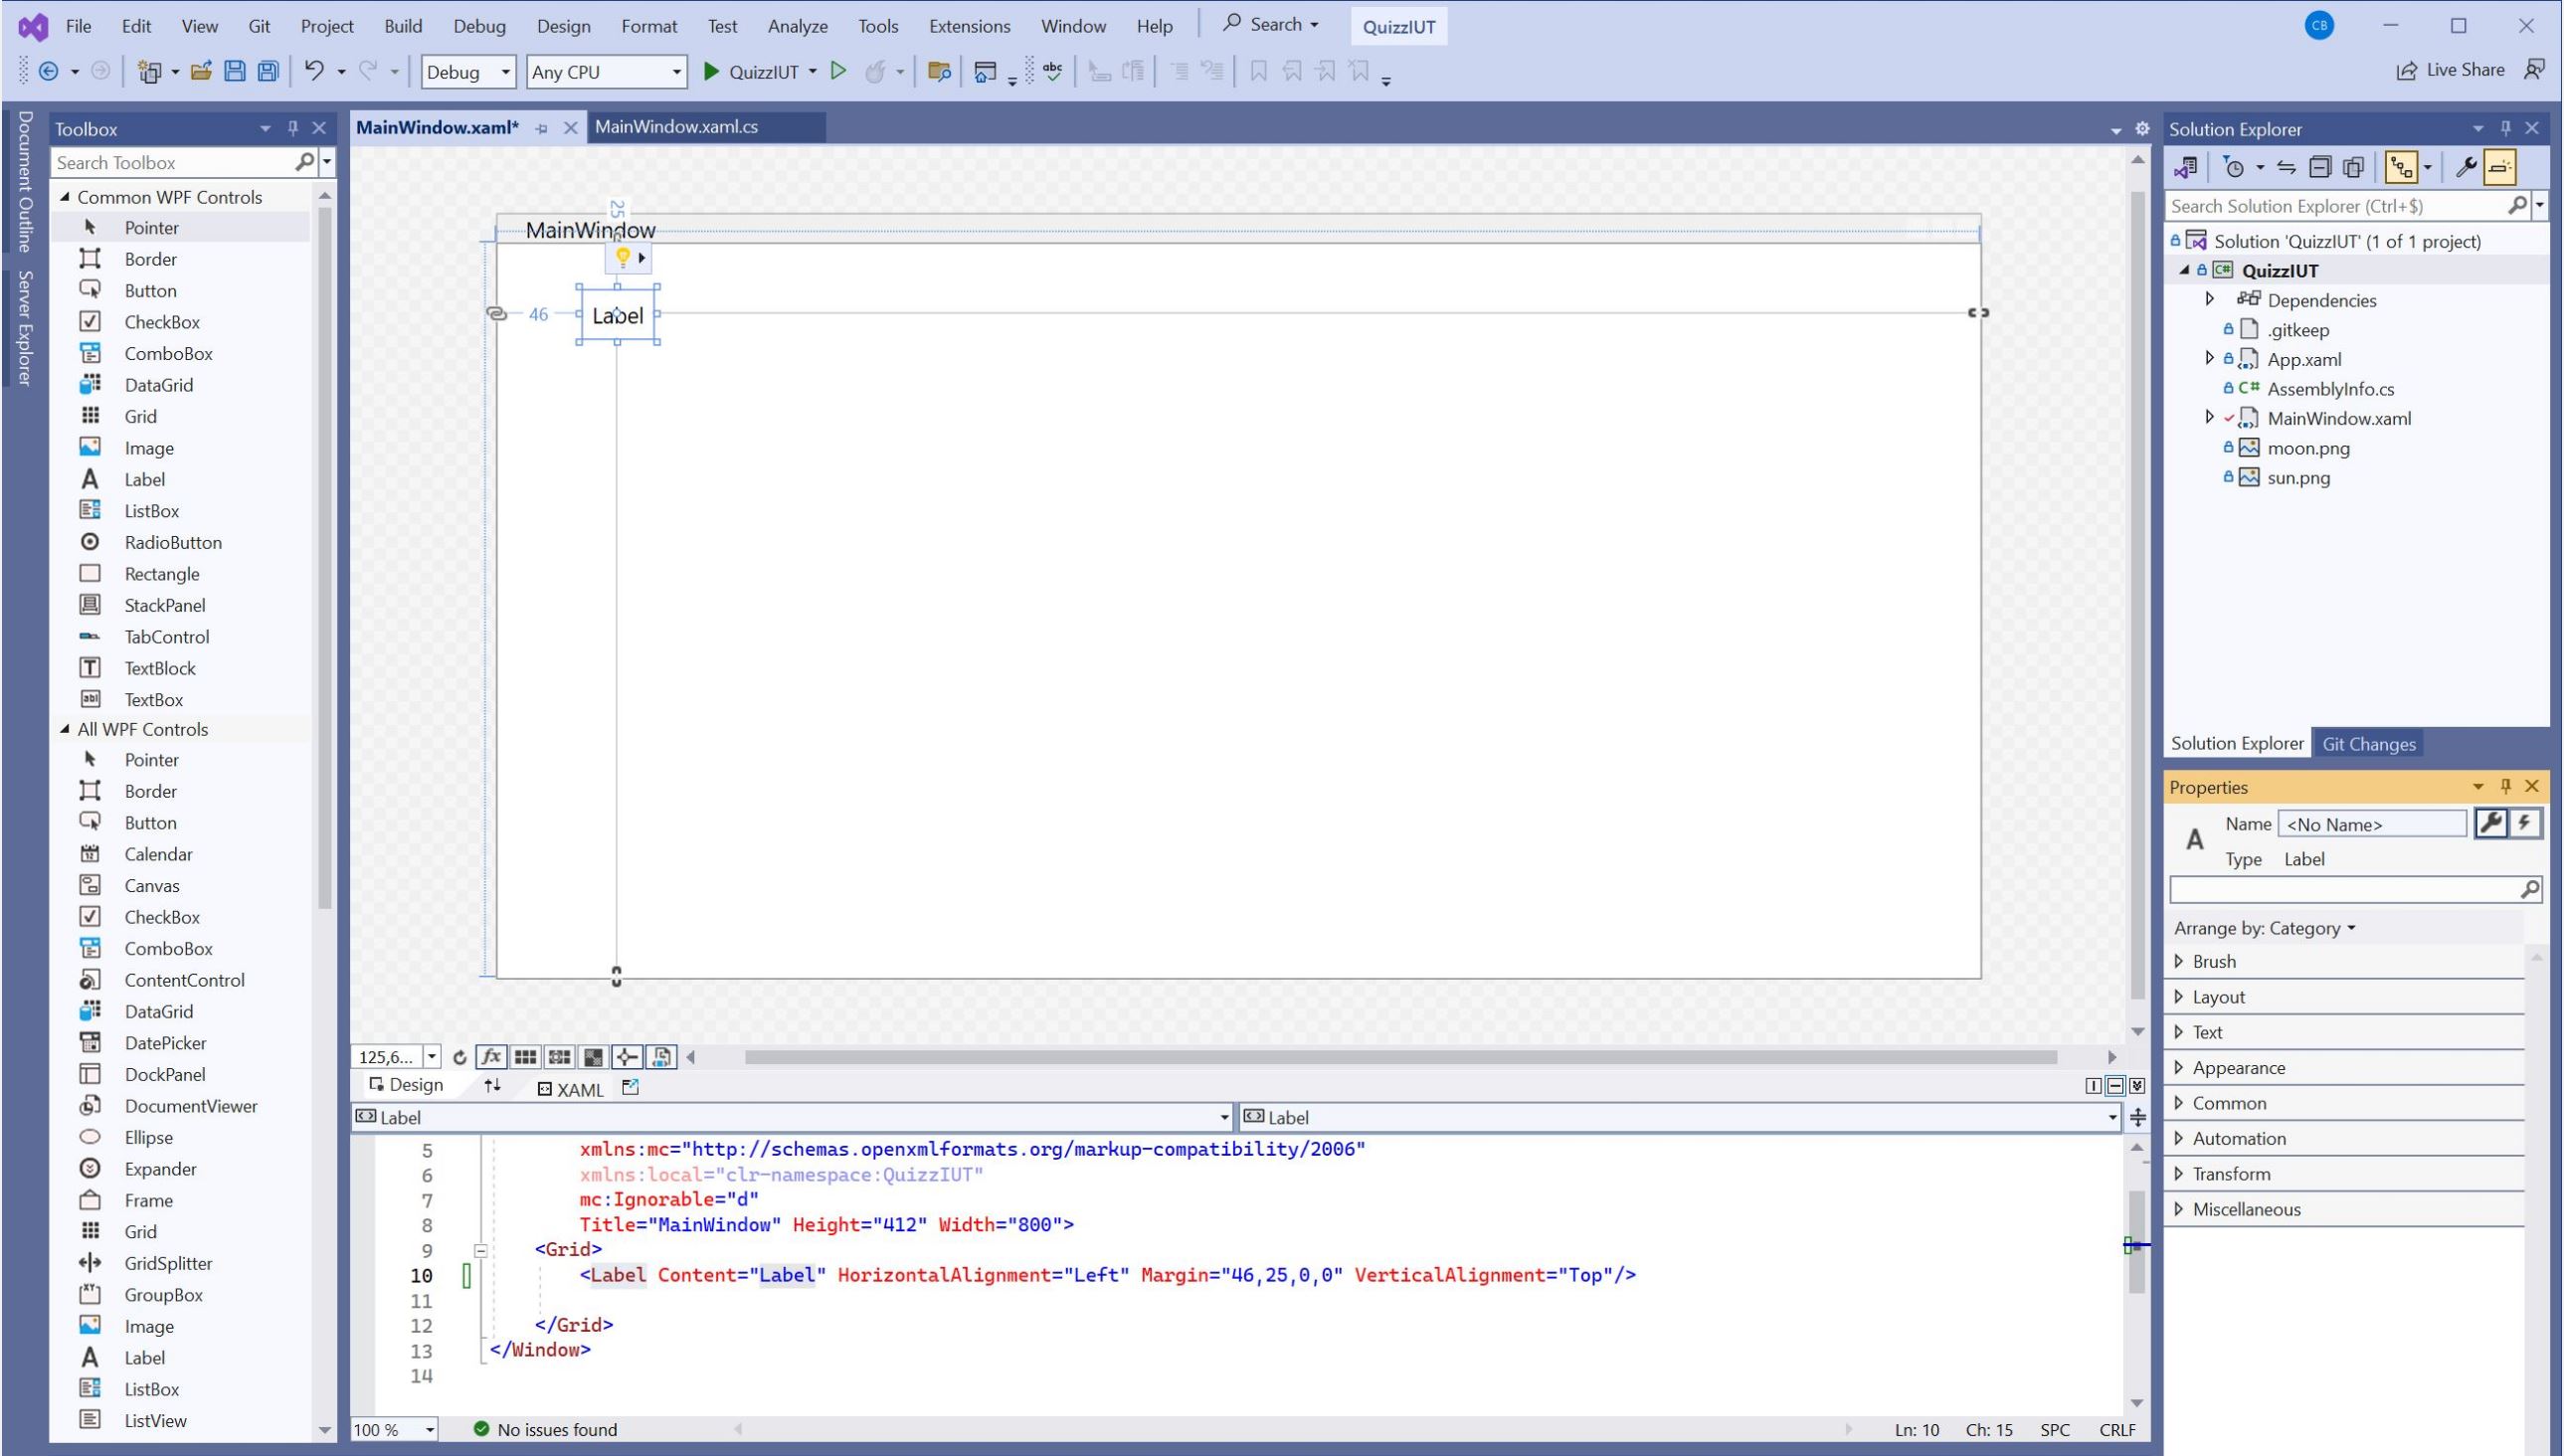 File Edit View Git Project Build Debug Design Format Test Analyze Tools Extensions Window Help Search QuizzIUT CB
Debug Any CPU QuizzIUT abc Live Share
Document Outline
Server Explorer
Toolbox
Search Toolbox
Common WPF Controls
Pointer
Border
Button
CheckBox
ComboBox
DataGrid
Grid
Image
Label
ListBox
RadioButton
Rectangle
StackPanel
TabControl
TextBlock
TextBox
All WPF Controls
Pointer
Border
Button
Calendar
Canvas
CheckBox
ComboBox
ContentControl
DataGrid
DatePicker
DockPanel
DocumentViewer
Ellipse
Expander
Frame
Grid
GridSplitter
GroupBox
Image
Label
ListBox
ListView
MainWindow.xaml* MainWindow.xaml.cs
25
MainWindow
46 Label
125,6... fx
Design XAML
Label Label
5 xmlns:mc="http://schemas.openxmlformats.org/markup-compatibility/2006"
6 xmlns:local="clr-namespace:QuizzIUT"
7 mc:Ignorable="d"
8 Title="MainWindow" Height="412" Width="800">
9 <Grid>
10 <Label Content="Label" HorizontalAlignment="Left" Margin="46,25,0,0" VerticalAlignment="Top"/>
11
12 </Grid>
13 </Window>
14
100 % No issues found Ln: 10 Ch: 15 SPC CRLF
Solution Explorer
Search Solution Explorer (Ctrl+$)
Solution 'QuizzIUT' (1 of 1 project)
C# QuizzIUT
Dependencies
.gitkeep
App.xaml
C# AssemblyInfo.cs
MainWindow.xaml
moon.png
sun.png
Solution Explorer Git Changes
Properties
Name <No Name>
Type Label
Arrange by: Category
Brush
Layout
Text
Appearance
Common
Automation
Transform
Miscellaneous